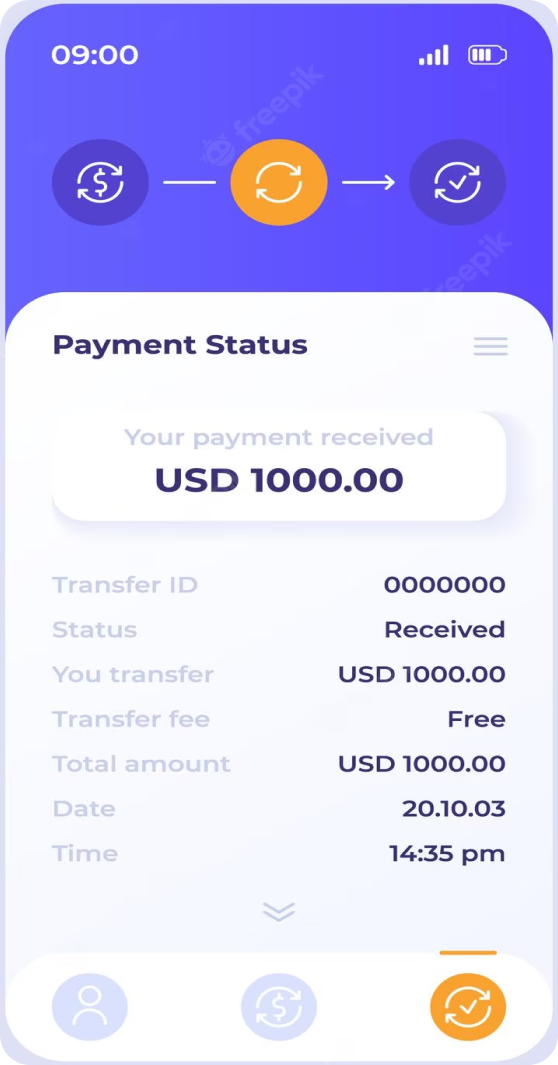 09:00
freepik
freepik
Payment Status
Your payment received
USD 1000.00
Transfer ID 0000000
Status Received
You transfer USD 1000.00
Transfer fee Free
Total amount USD 1000.00
Date 20.10.03
Time 14:35 pm